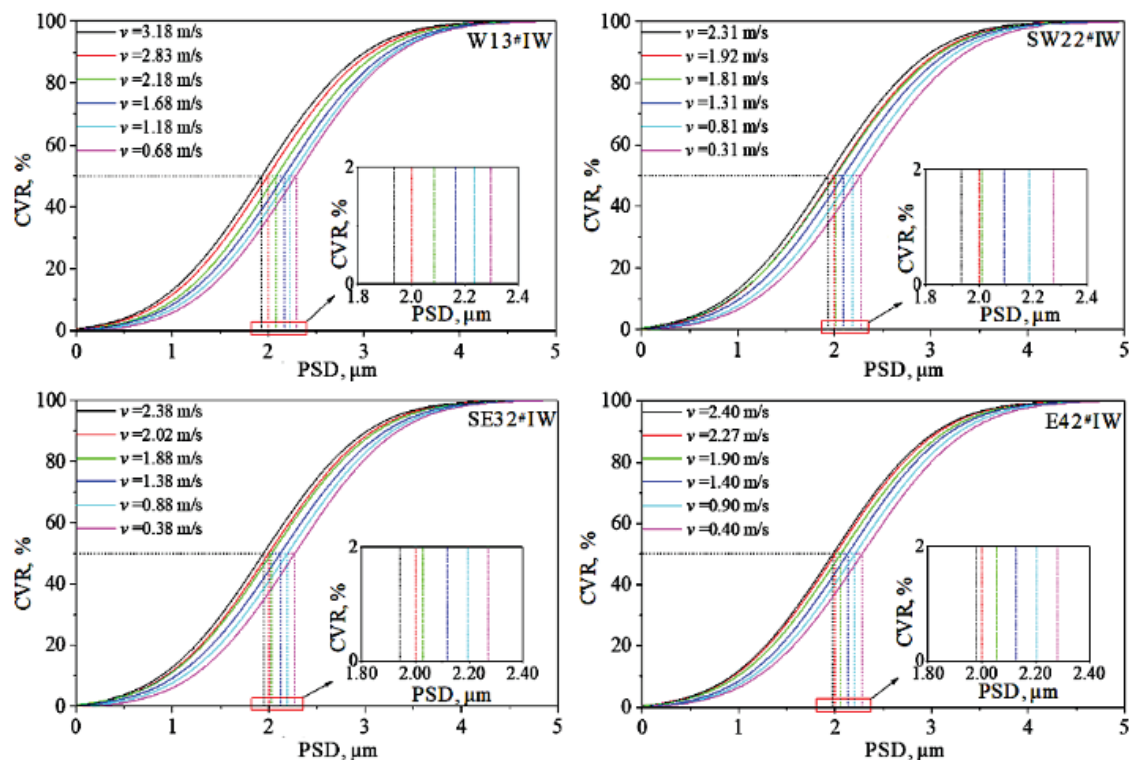 W13#IW
v=3.18 m/s
v=2.83 m/s
v=2.18 m/s
v=1.68 m/s
v=1.18 m/s
v=0.68 m/s
CVR, %
100
80
60
40
20
0
0 1 2 3 4 5
PSD, μm
CVR, %
2
0
1.8 2.0 2.2 2.4
PSD, μm
SW22#IW
v=2.31 m/s
v=1.92 m/s
v=1.81 m/s
v=1.31 m/s
v=0.81 m/s
v=0.31 m/s
CVR, %
100
80
60
40
20
0
0 1 2 3 4 5
PSD, μm
CVR, %
2
0
1.8 2.0 2.2 2.4
PSD, μm
SE32#IW
v=2.38 m/s
v=2.02 m/s
v=1.88 m/s
v=1.38 m/s
v=0.88 m/s
v=0.38 m/s
CVR, %
100
80
60
40
20
0
0 1 2 3 4 5
PSD, μm
CVR, %
2
0
1.80 2.00 2.20 2.40
PSD, μm
E42#IW
v=2.40 m/s
v=2.27 m/s
v=1.90 m/s
v=1.40 m/s
v=0.90 m/s
v=0.40 m/s
CVR, %
100
80
60
40
20
0
0 1 2 3 4 5
PSD, μm
CVR, %
2
0
1.80 2.00 2.20 2.40
PSD, μm